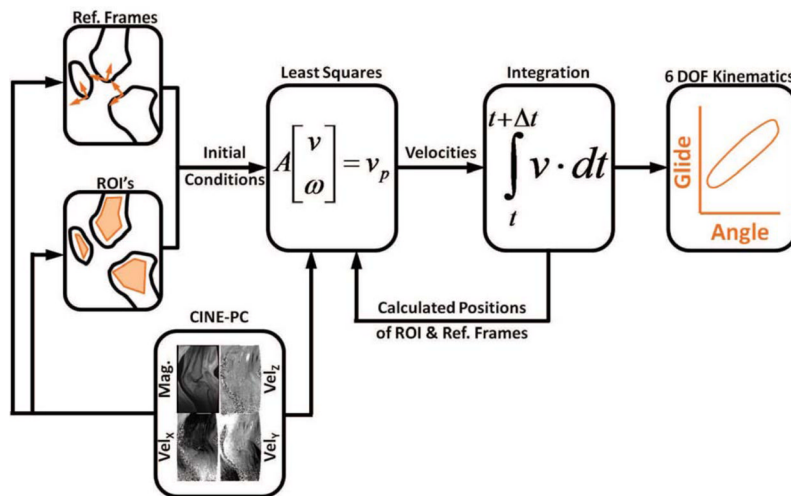 Ref. Frames
ROI's
Initial
Conditions
Least Squares
A[v ω] = v_p
Velocities
Integration
t+Δt
∫ v · dt
t
6 DOF Kinematics
Glide
Angle
Calculated Positions
of ROI & Ref. Frames
CINE-PC
Mag.
Vel_Z
Vel_X
Vel_Y